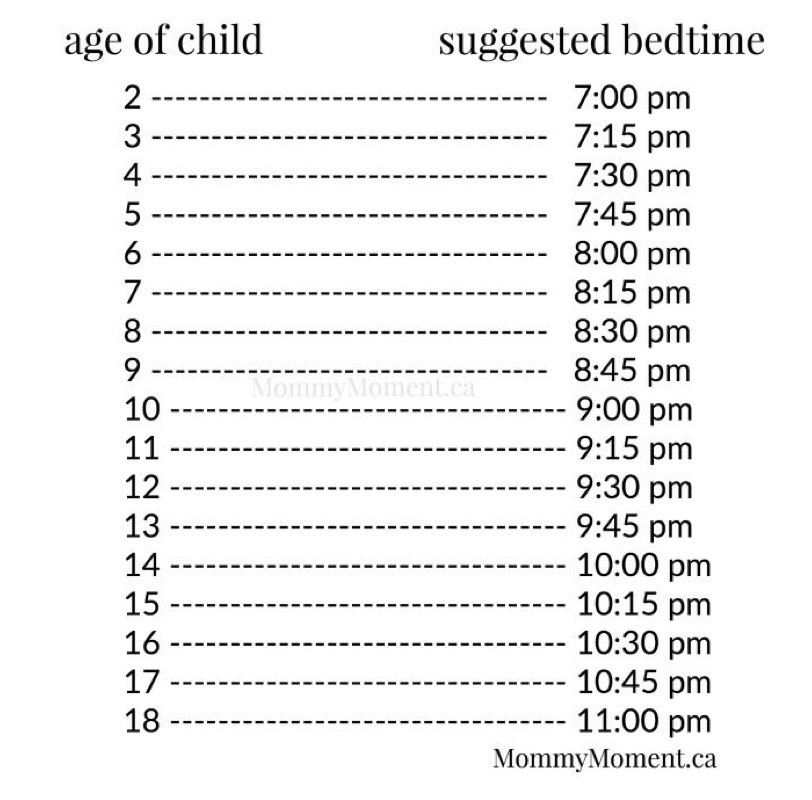 age of child suggested bedtime
2 --------------------------------- 7:00 pm
3 --------------------------------- 7:15 pm
4 --------------------------------- 7:30 pm
5 --------------------------------- 7:45 pm
6 --------------------------------- 8:00 pm
7 --------------------------------- 8:15 pm
8 --------------------------------- 8:30 pm
9 --------------------------------- 8:45 pm
MommyMoment.ca
10 --------------------------------- 9:00 pm
11 --------------------------------- 9:15 pm
12 --------------------------------- 9:30 pm
13 --------------------------------- 9:45 pm
14 --------------------------------- 10:00 pm
15 --------------------------------- 10:15 pm
16 --------------------------------- 10:30 pm
17 --------------------------------- 10:45 pm
18 --------------------------------- 11:00 pm
MommyMoment.ca